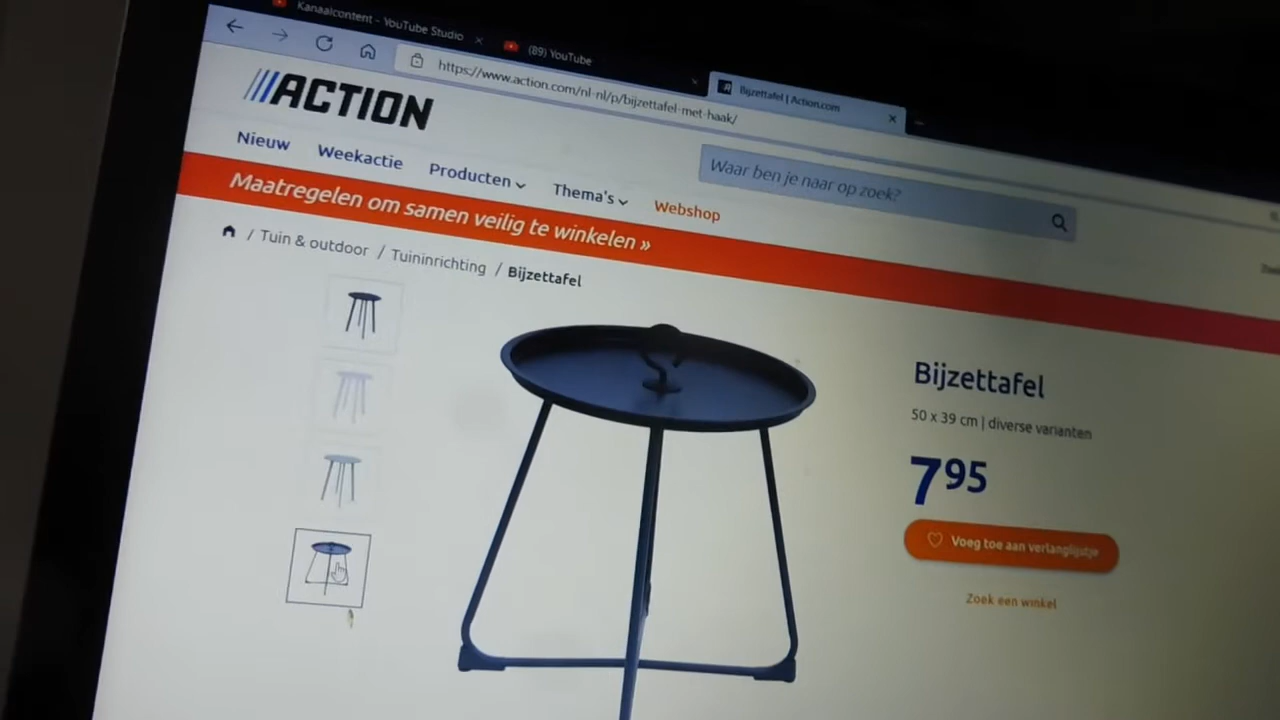 Kanaalcontent - YouTube Studio
(89) YouTube
Bijzettafel | Action.com
https://www.action.com/nl-nl/p/bijzettafel-met-haak/
ACTION
Waar ben je naar op zoek?
Nieuw Weekactie Producten Thema's Webshop
Maatregelen om samen veilig te winkelen »
/ Tuin & outdoor / Tuininrichting / Bijzettafel
Bijzettafel
50 x 39 cm | diverse varianten
7 95
Voeg toe aan verlanglijstje
Zoek een winkel